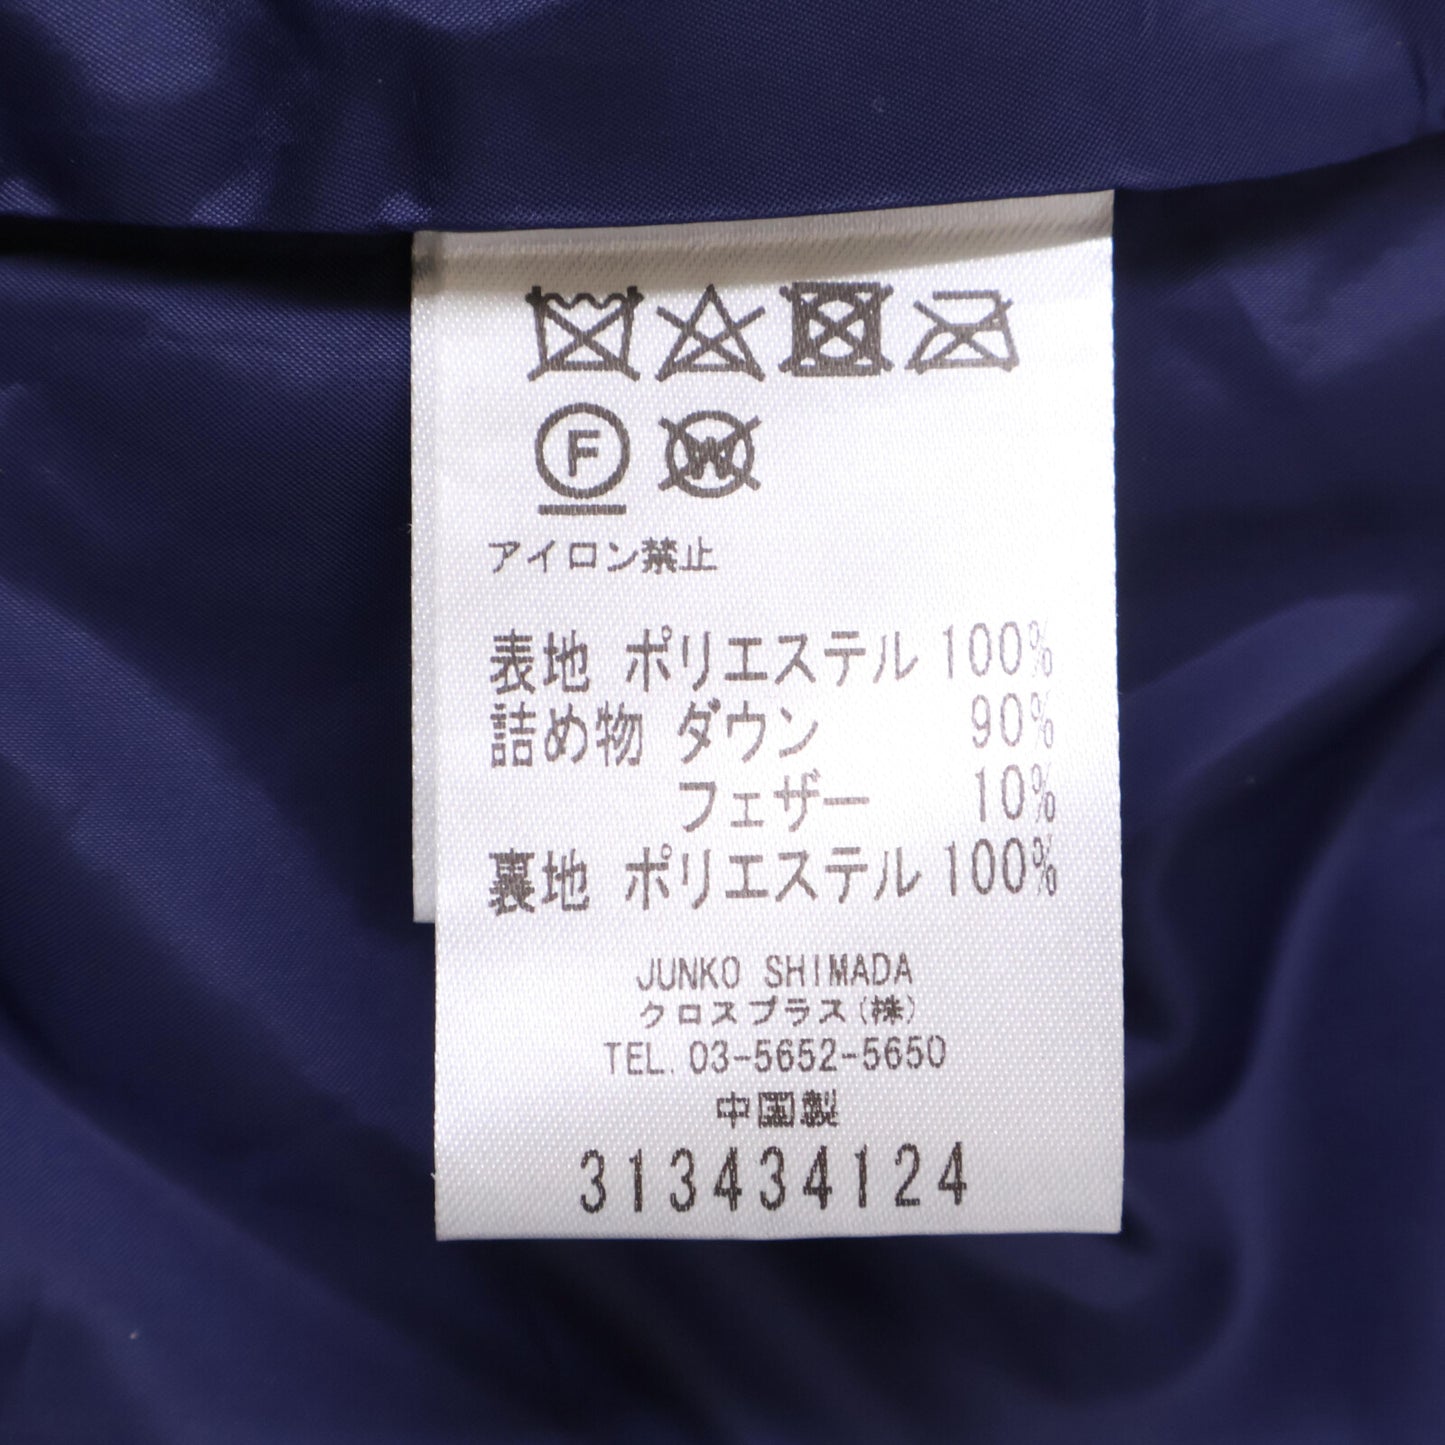 F W
アイロン禁止
表地 ポリエステル 100%
詰め物 ダウン 90%
フェザー 10%
裏地 ポリエステル 100%
JUNKO SHIMADA
クロスプラス(株)
TEL. 03-5652-5650
中国製
313434124